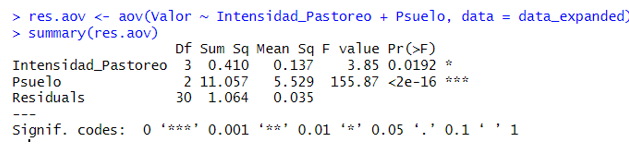 > res.aov <- aov(Valor ~ Intensidad_Pastoreo + Psuelo, data = data_expanded)
> summary(res.aov)
                    Df Sum Sq Mean Sq F value Pr(>F)
Intensidad_Pastoreo  3  0.410   0.137    3.85 0.0192 *
Psuelo               2 11.057   5.529  155.87 <2e-16 ***
Residuals           30  1.064   0.035
---
Signif. codes:  0 ‘***’ 0.001 ‘**’ 0.01 ‘*’ 0.05 ‘.’ 0.1 ‘ ’ 1